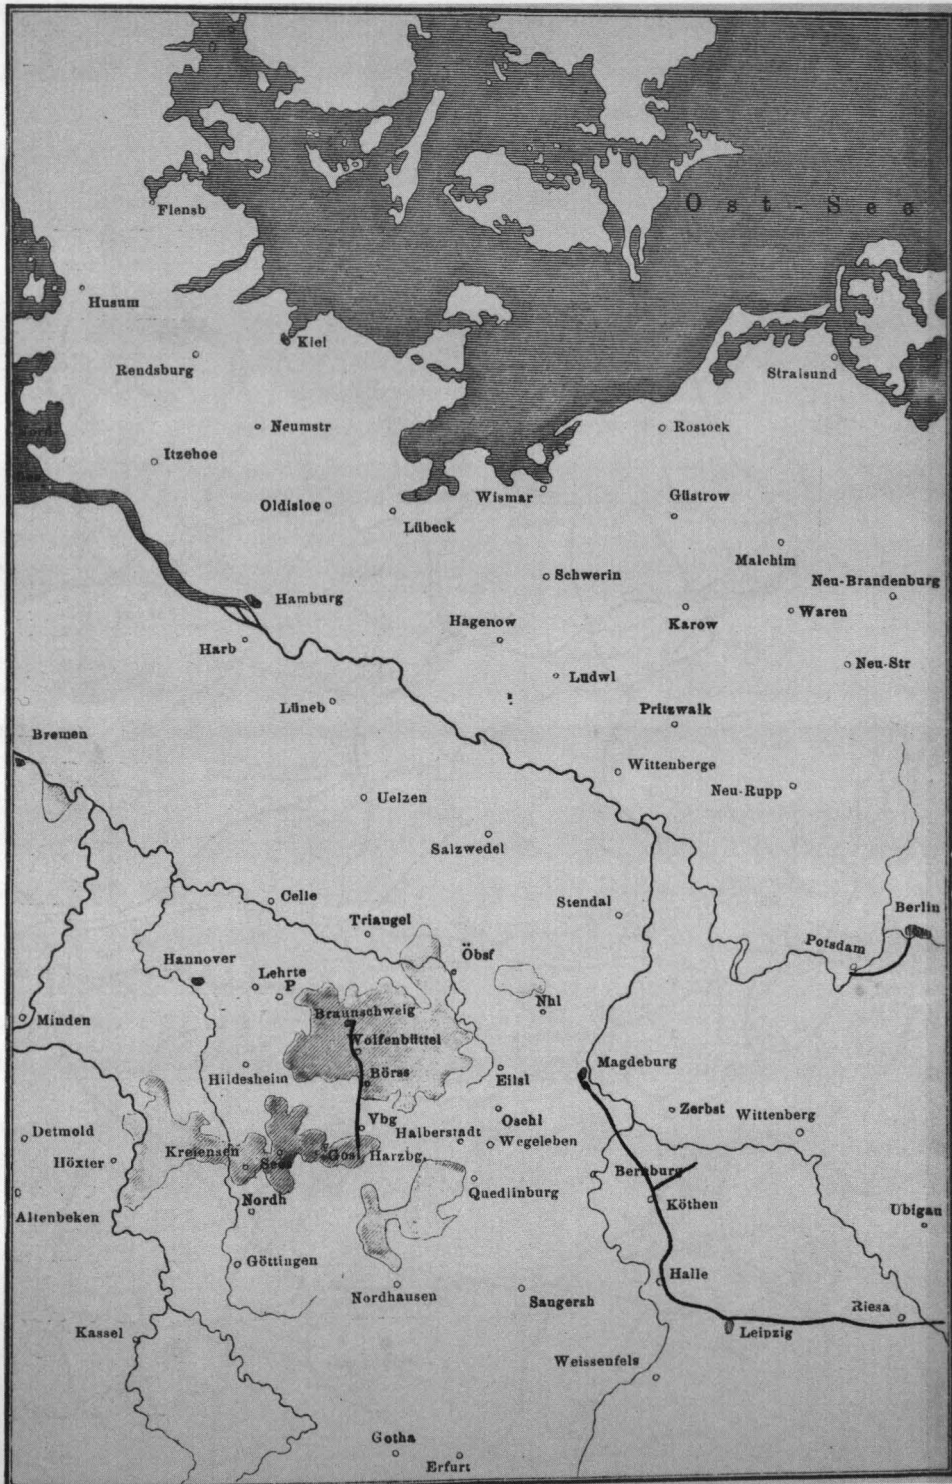 Flensb
Ost-See
Husum
Kiel
Rendsburg
Stralsund
Nord-
Neumstr
Rostock
Itzehoe
See
Wismar
Güstrow
Oldisloe
Lübeck
Malchim
Schwerin
Neu-Brandenburg
Hamburg
Hagenow
Karow
Waren
Harb
Neu-Str
Ludwl
Lüneb
Pritzwalk
Bremen
Wittenberge
Neu-Rupp
Uelzen
Salzwedel
Celle
Stendal
Berlin
Triangel
Potsdam
Öbsf
Hannover
Lehrte
P
Nhl
Braunschweig
Minden
Wolfenbüttel
Magdeburg
Hildesheim
Börss
Eilsl
Zerbst
Wittenberg
Vbg
Oschl
Detmold
Halberstadt
Wegeleben
Kreiensen
Sees
Gosl
Harzbg.
Höxter
Bernburg
Quedlinburg
Nordh
Köthen
Altenbeken
Übigau
Göttingen
Halle
Nordhausen
Sangersh
Riesa
Kassel
Leipzig
Weissenfels
Gotha
Erfurt